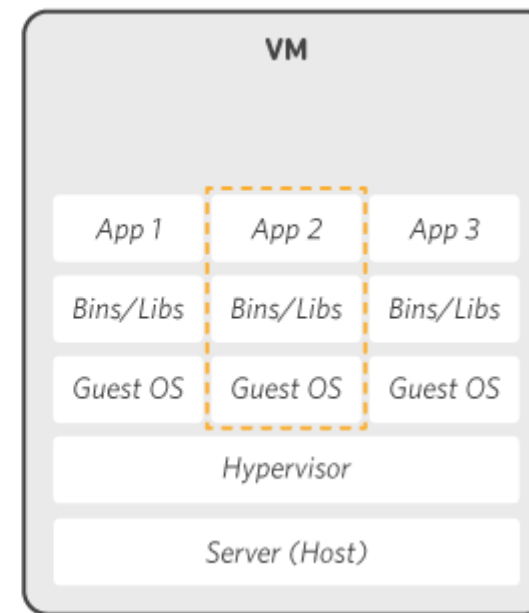 VM
App 1 App 2 App 3
Bins/Libs Bins/Libs Bins/Libs
Guest OS Guest OS Guest OS
Hypervisor
Server (Host)